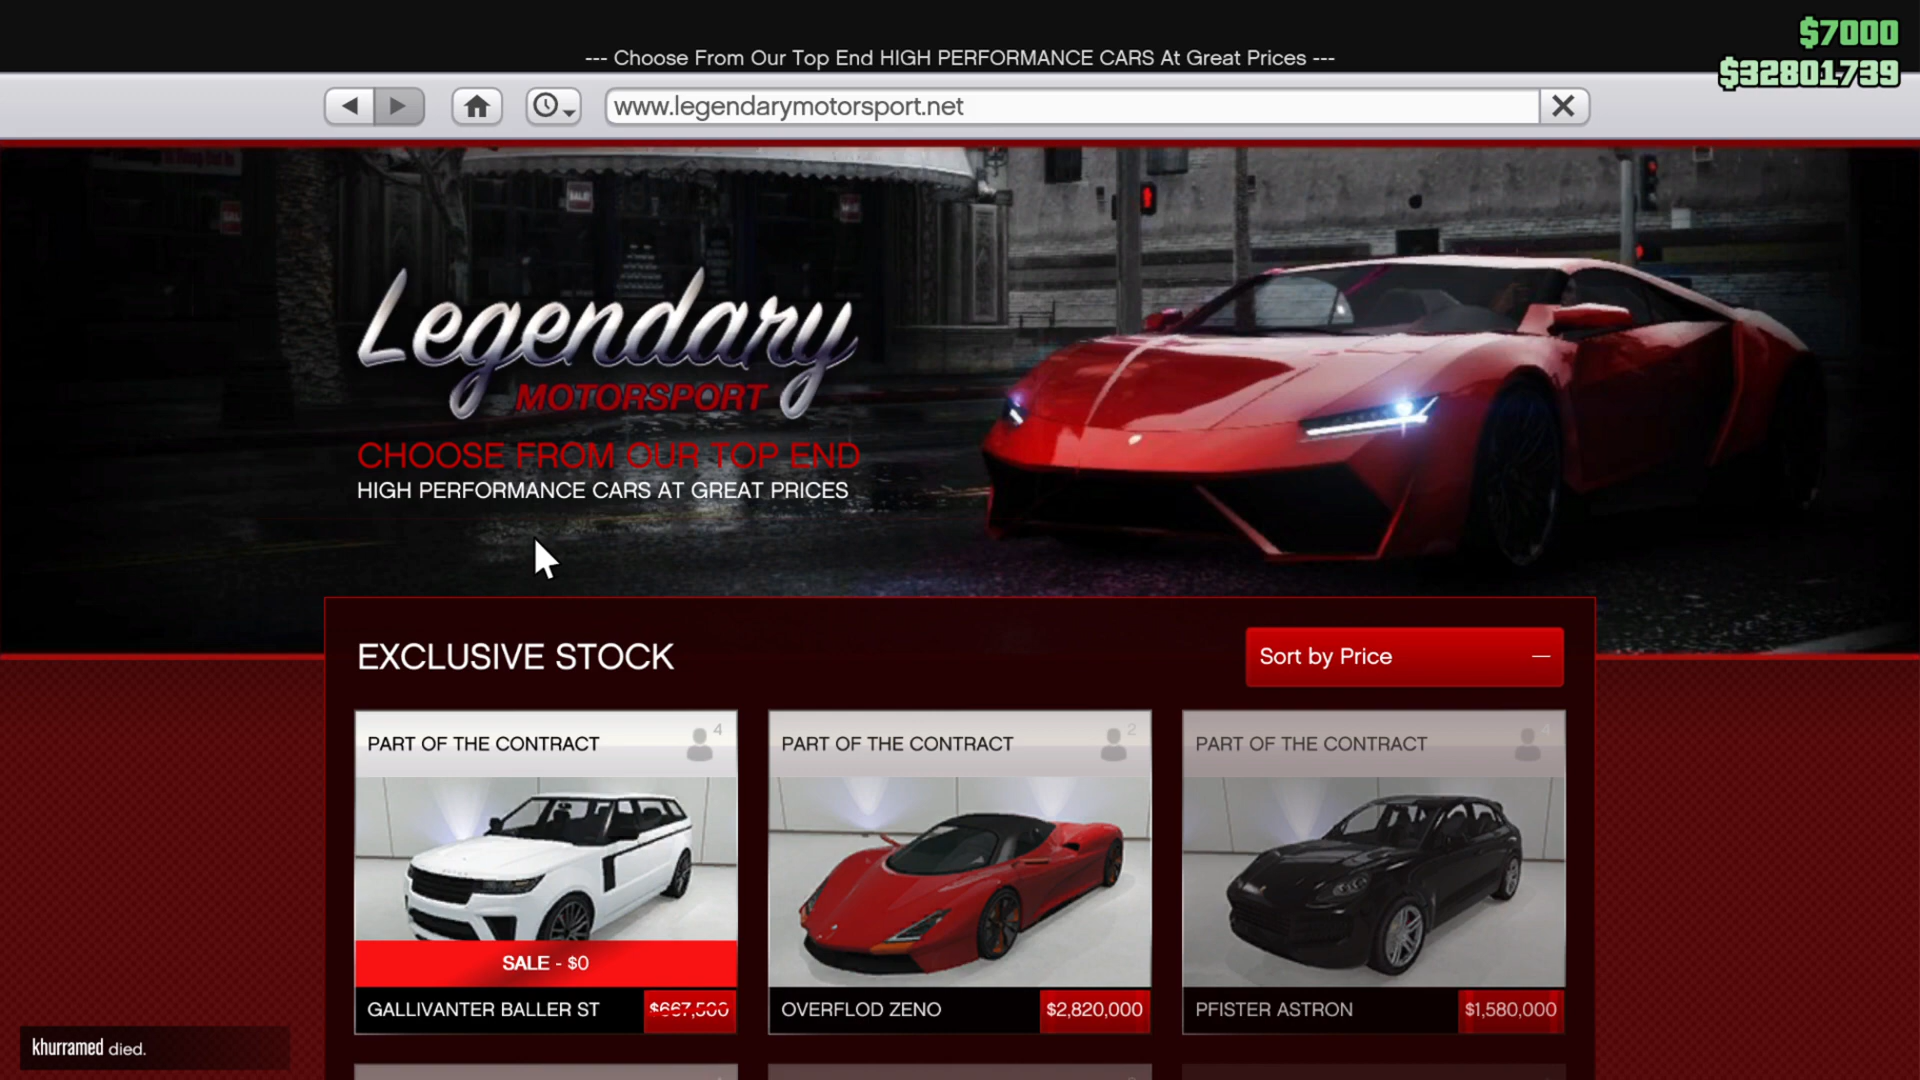 $7000
--- Choose From Our Top End HIGH PERFORMANCE CARS At Great Prices ---
$32801739
www.legendarymotorsport.net
SALE
Legendary
MOTORSPORT
CHOOSE FROM OUR TOP END
HIGH PERFORMANCE CARS AT GREAT PRICES
EXCLUSIVE STOCK
Sort by Price
PART OF THE CONTRACT 4
PART OF THE CONTRACT 2
PART OF THE CONTRACT 4
SALE - $0
GALLIVANTER BALLER ST $667,500
OVERFLOD ZENO $2,820,000
PFISTER ASTRON $1,580,000
khurramed died.